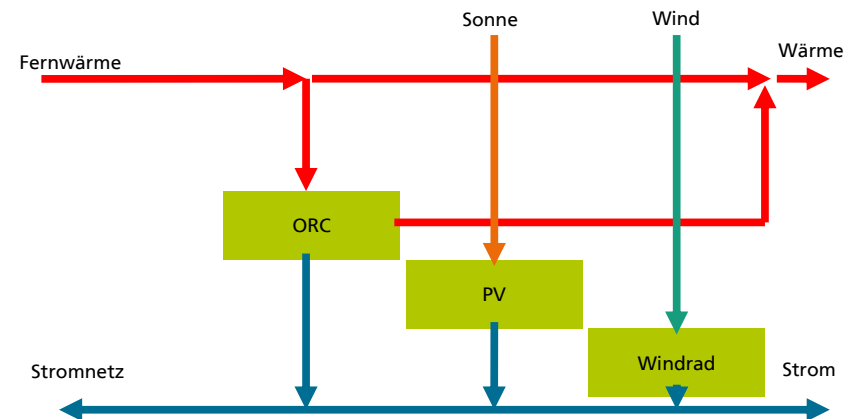 Sonne
Wind
Fernwärme
Wärme
ORC
PV
Windrad
Stromnetz
Strom